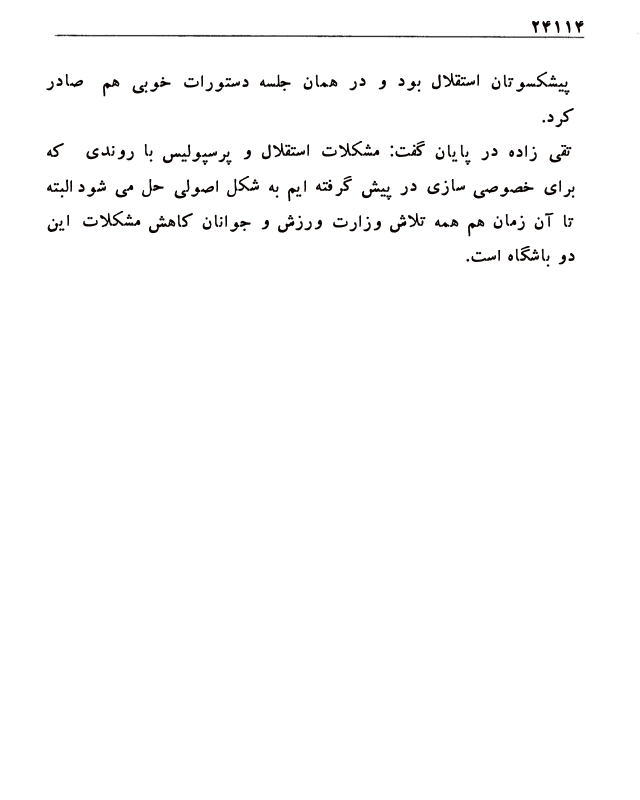 ۲۴۱۱۴
پیشکسوتان استقلال بود و در همان جلسه دستورات خوبی هم صادر
کرد.
تقی زاده در پایان گفت: مشکلات استقلال و پرسپولیس با روندی که
برای خصوصی سازی در پیش گرفته ایم به شکل اصولی حل می شود البته
تا آن زمان هم همه تلاش وزارت ورزش و جوانان کاهش مشکلات این
دو باشگاه است.